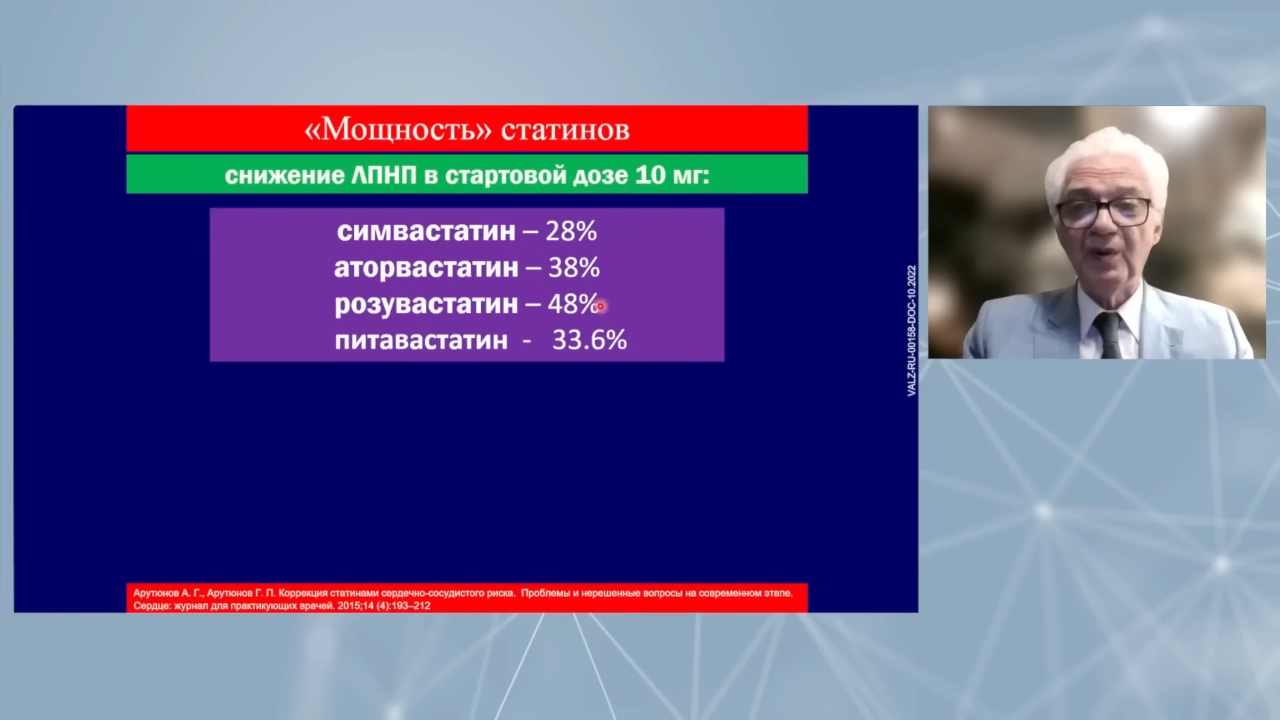 «Мощность» статинов
снижение ЛПНП в стартовой дозе 10 мг:
симвастатин – 28%
аторвастатин – 38%
розувастатин – 48%
питавастатин - 33.6%
VALZ-RU-00158-DOC-10.2022
Арутюнов А. Г., Арутюнов Г. П. Коррекция статинами сердечно-сосудистого риска. Проблемы и нерешенные вопросы на современном этапе.
Сердце: журнал для практикующих врачей. 2015;14 (4):193–212